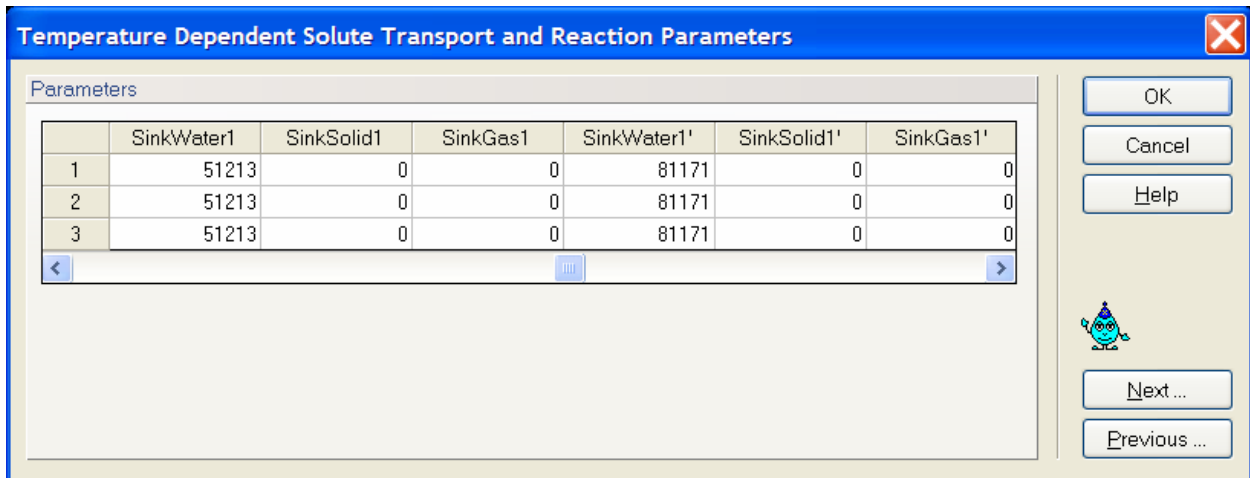 Temperature Dependent Solute Transport and Reaction Parameters
Parameters
SinkWater1 SinkSolid1 SinkGas1 SinkWater1' SinkSolid1' SinkGas1'
1 51213 0 0 81171 0 0
2 51213 0 0 81171 0 0
3 51213 0 0 81171 0 0
OK
Cancel
Help
Next ...
Previous ...